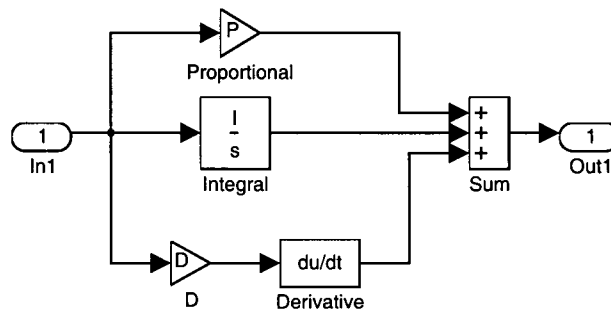 P
Proportional
1
In1
I
s
Integral
+
+
+
Sum
1
Out1
D
D
du/dt
Derivative